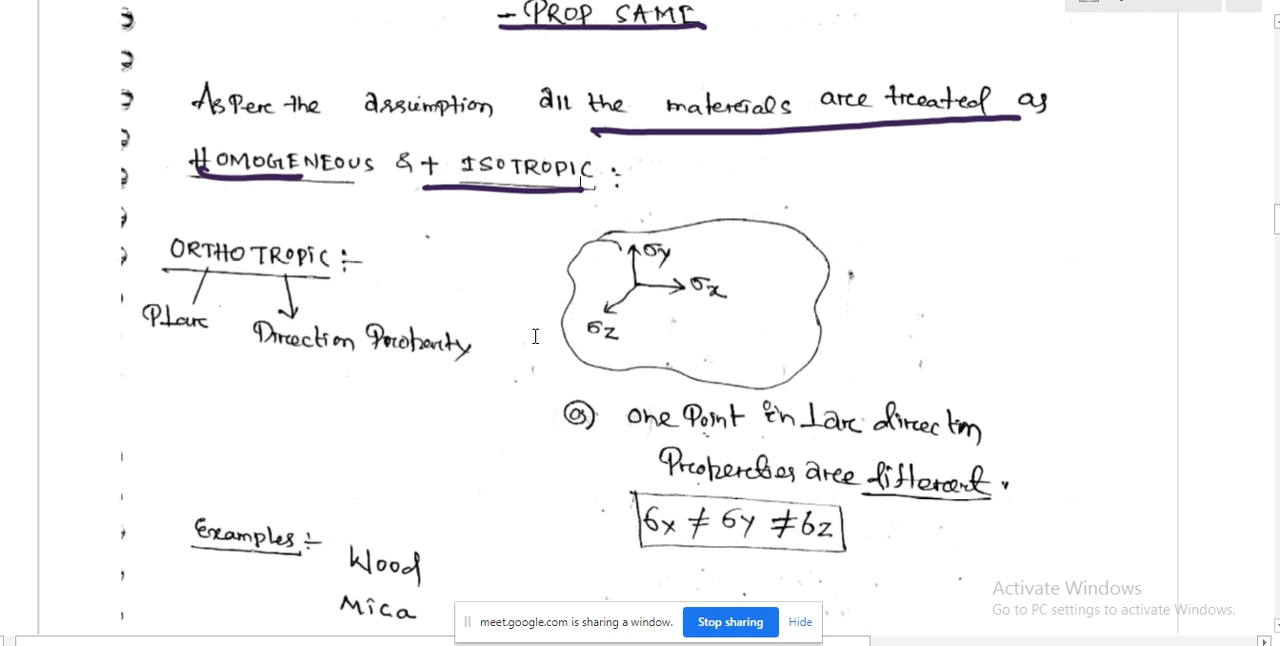 - PROP SAME
As Per the assumption all the materials are treated as
HOMOGENEOUS & + ISOTROPIC :
ORTHOTROPIC :-
⊥ar
Direction Property
σy
σx
σz
@ one Point in ⊥ar direction
Properties are different.
σx ≠ σy ≠ σz
Examples :-
Wood
Mica
meet.google.com is sharing a window.
Stop sharing
Hide
Activate Windows
Go to PC settings to activate Windows.